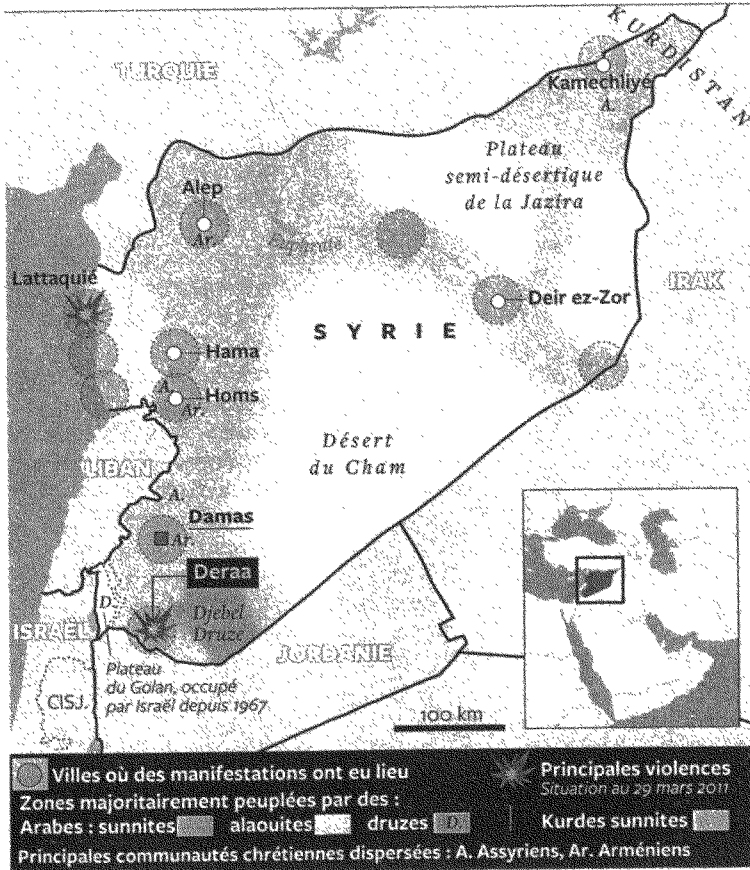 KURDISTAN
TURQUIE
Kamechliyé
A.
Plateau
semi-désertique
de la Jazira
Alep
Ar.
Euphrate
Lattaquié
IRAK
Deir ez-Zor
SYRIE
Hama
A.
Homs
Ar.
Désert
du Cham
LIBAN
A.
Damas
Ar.
Deraa
D.
Djebel
Druze
ISRAËL
JORDANIE
Plateau
du Golan, occupé
par Israël depuis 1967
CISJ.
100 km
Villes où des manifestations ont eu lieu
Principales violences
Situation au 29 mars 2011
Zones majoritairement peuplées par des :
Arabes : sunnites alaouites druzes D. Kurdes sunnites
Principales communautés chrétiennes dispersées : A. Assyriens, Ar. Arméniens